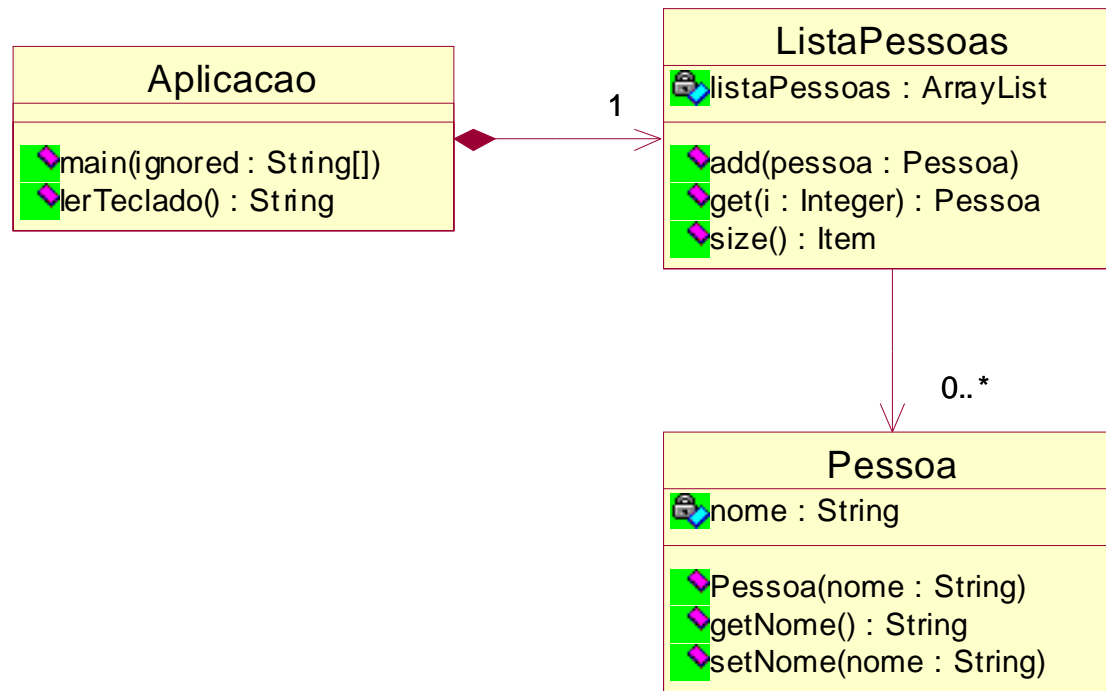 Aplicacao
main(ignored : String[])
lerTeclado() : String
1
ListaPessoas
listaPessoas : ArrayList
add(pessoa : Pessoa)
get(i : Integer) : Pessoa
size() : Item
0..*
Pessoa
nome : String
Pessoa(nome : String)
getNome() : String
setNome(nome : String)